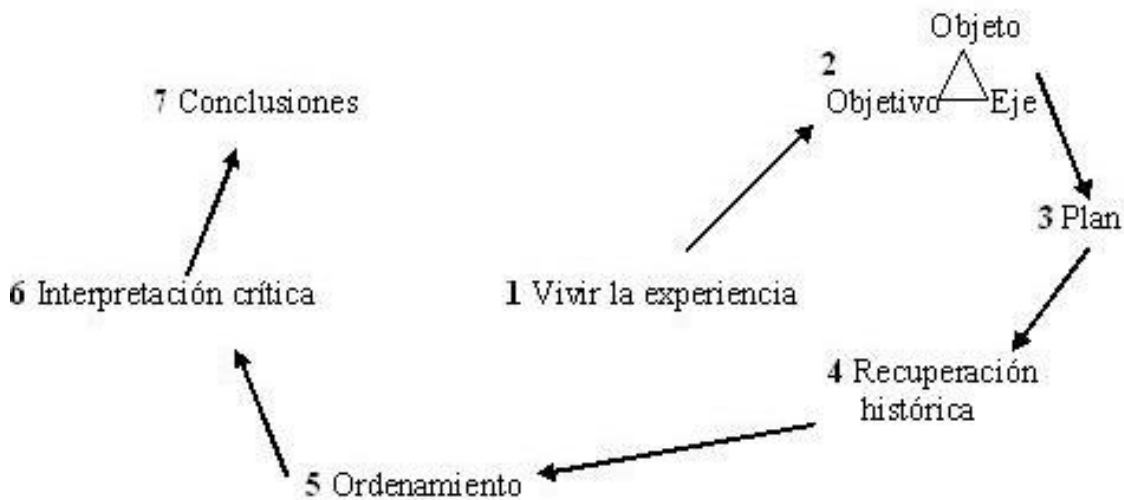 Objeto
2
Objetivo Eje
7 Conclusiones
3 Plan
6 Interpretación crítica
1 Vivir la experiencia
4 Recuperación
histórica
5 Ordenamiento